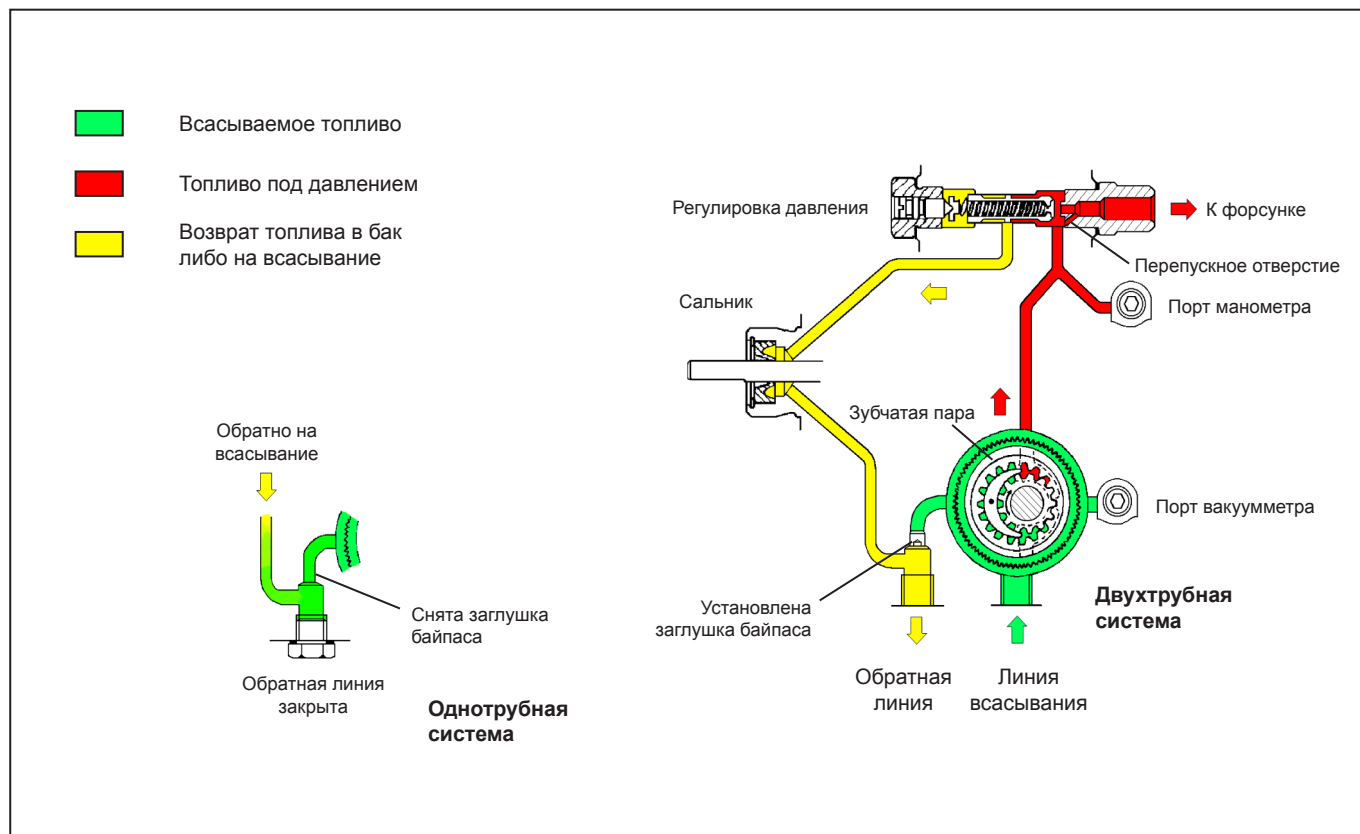 Всасываемое топливо
Топливо под давлением
Возврат топлива в бак
либо на всасывание
Регулировка давления
К форсунке
Перепускное отверстие
Сальник
Порт манометра
Зубчатая пара
Порт вакуумметра
Установлена
заглушка байпаса
Двухтрубная
система
Обратная
линия
Линия
всасывания
Обратно на
всасывание
Снята заглушка
байпаса
Обратная линия
закрыта
Однотрубная
система